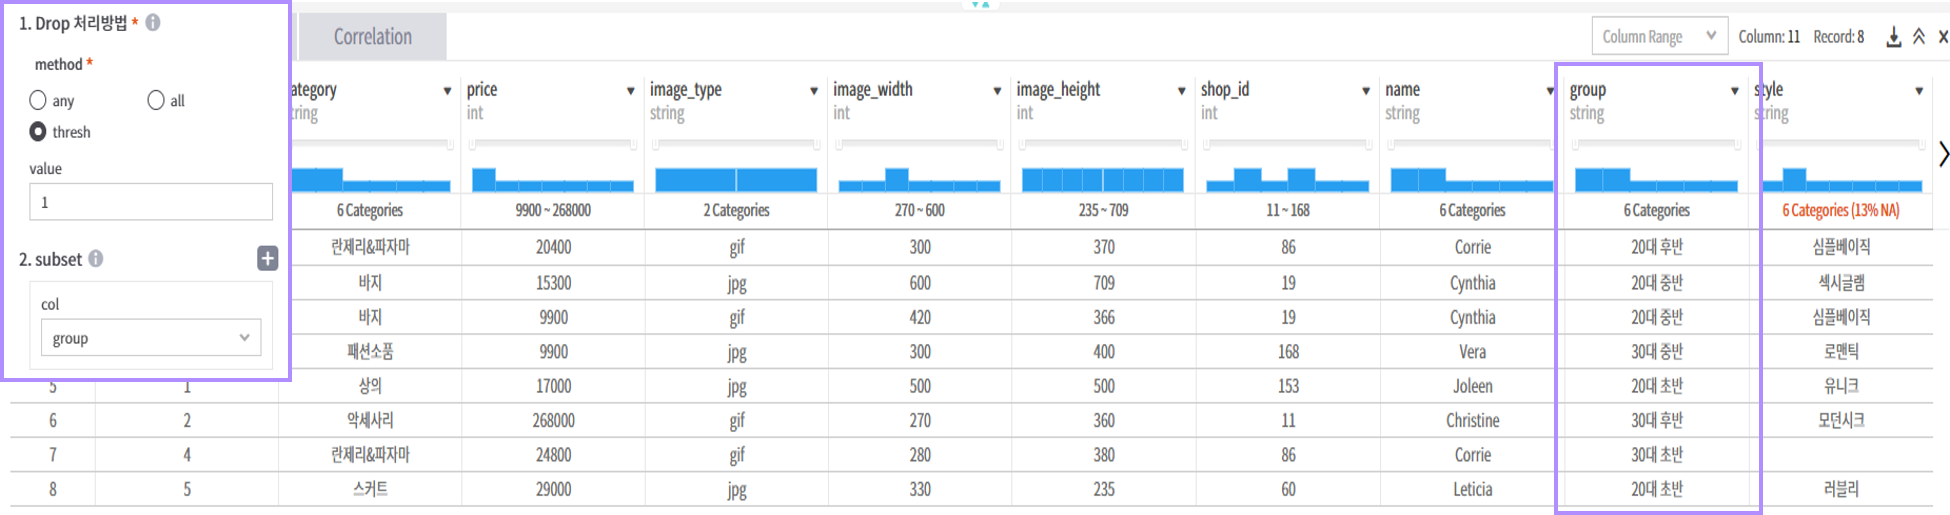 1. Drop 처리방법 *
method *
any
all
thresh
value
1
2. subset
col
group
Correlation
Column Range
Column: 11 Record: 8
ategory price image_type image_width image_height shop_id name group style
tring int string int int int string string string
6 Categories 9900 ~ 268000 2 Categories 270 ~ 600 235 ~ 709 11 ~ 168 6 Categories 6 Categories 6 Categories (13% NA)
란제리&파자마 20400 gif 300 370 86 Corrie 20대 후반 심플베이직
바지 15300 jpg 600 709 19 Cynthia 20대 중반 섹시글램
바지 9900 gif 420 366 19 Cynthia 20대 중반 심플베이직
패션소품 9900 jpg 300 400 168 Vera 30대 중반 로맨틱
5 1 상의 17000 jpg 500 500 153 Joleen 20대 초반 유니크
6 2 악세사리 268000 gif 270 360 11 Christine 30대 후반 모던시크
7 4 란제리&파자마 24800 gif 280 380 86 Corrie 30대 초반
8 5 스커트 29000 jpg 330 235 60 Leticia 20대 초반 러블리